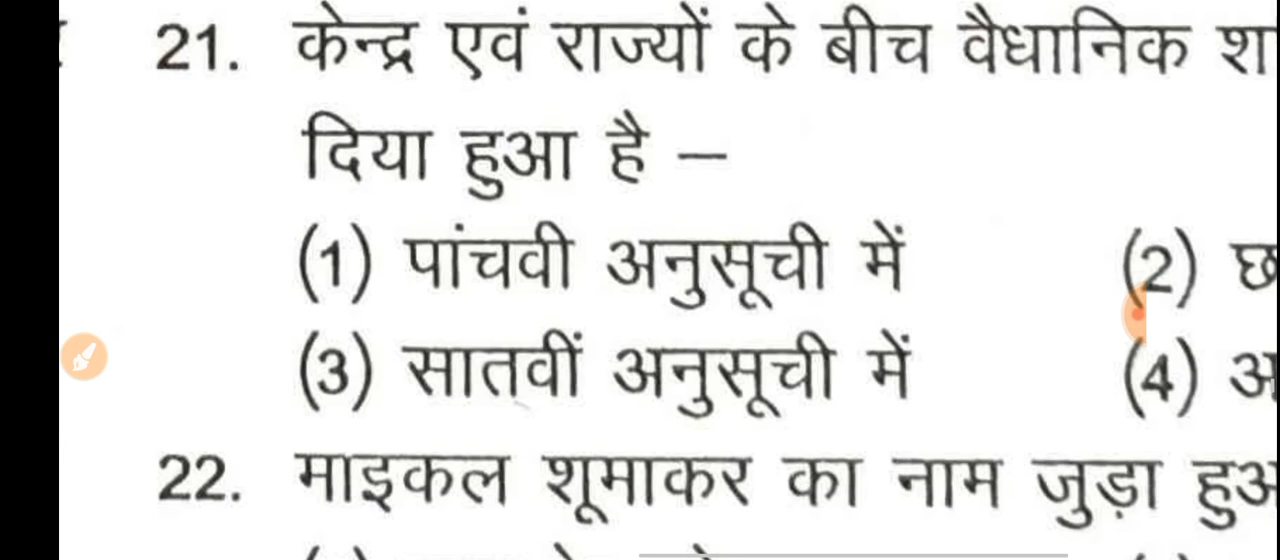 21. केन्द्र एवं राज्यों के बीच वैधानिक
दिया हुआ है –
(1) पांचवी अनुसूची में (2)
(3) सातवीं अनुसूची में (4)
22. माइकल शूमाकर का नाम जुड़ा